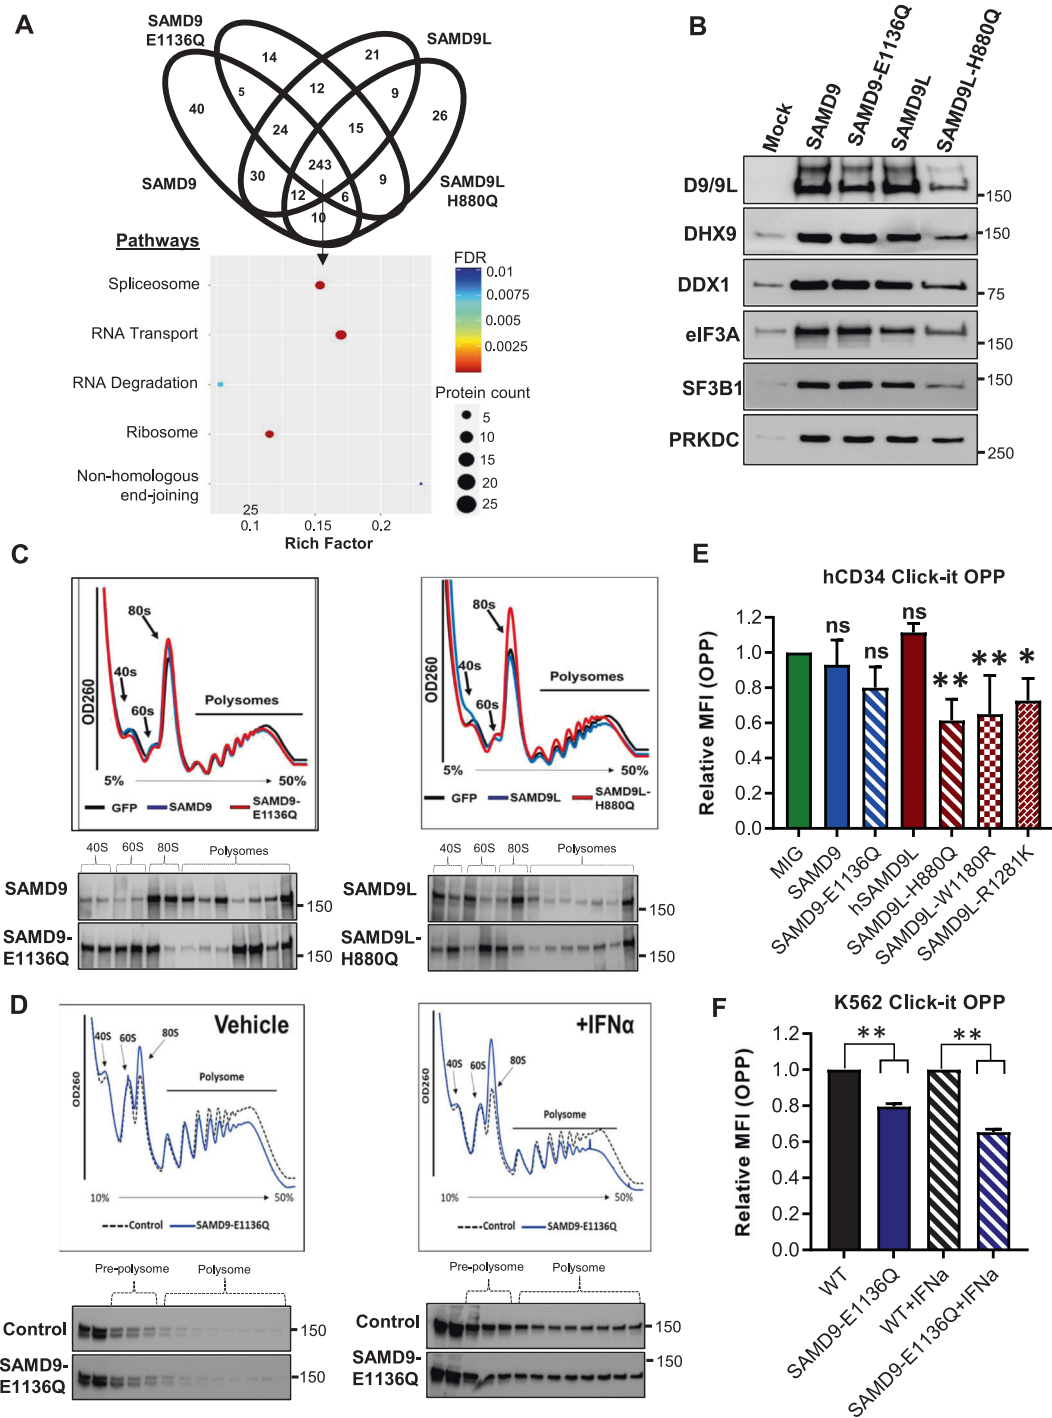 A
SAMD9
E1136Q
SAMD9L
14
21
5
12
9
40
26
24
15
243
30
9
12
6
10
SAMD9
SAMD9L
H880Q
Pathways
Spliceosome
RNA Transport
RNA Degradation
Ribosome
Non-homologous
end-joining
25
0.1
0.15
0.2
Rich Factor
FDR
0.01
0.0075
0.005
0.0025
Protein count
5
10
15
20
25
B
Mock
SAMD9
SAMD9-E1136Q
SAMD9L
SAMD9L-H880Q
D9/9L
150
DHX9
150
DDX1
75
eIF3A
150
SF3B1
150
PRKDC
250
C
80s
40s
60s
Polysomes
OD260
5%
50%
GFP
SAMD9
SAMD9-
E1136Q
80s
40s
60s
Polysomes
OD260
5%
50%
GFP
SAMD9L
SAMD9L-
H880Q
40S
60S
80S
Polysomes
SAMD9
150
SAMD9-
E1136Q
150
40S
60S
80S
Polysomes
SAMD9L
150
SAMD9L-
H880Q
150
D
Vehicle
40S
60S
80S
Polysome
OD260
10%
50%
Control
SAMD9-E1136Q
+IFNα
40S
60S
80S
Polysome
OD260
10%
50%
Control
SAMD9-E1136Q
Pre-polysome
Polysome
Control
150
SAMD9-
E1136Q
150
Pre-polysome
Polysome
Control
150
SAMD9-
E1136Q
150
E
hCD34 Click-it OPP
Relative MFI (OPP)
1.2
1.0
0.8
0.6
0.4
0.2
0.0
ns
ns
ns
**
**
*
MIG
SAMD9
SAMD9-E1136Q
hSAMD9L
SAMD9L-H880Q
SAMD9L-W1180R
SAMD9L-R1281K
F
K562 Click-it OPP
Relative MFI (OPP)
1.2
1.0
0.8
0.6
0.4
0.2
0.0
**
**
WT
SAMD9-E1136Q
WT+IFNa
SAMD9-E1136Q+IFNa